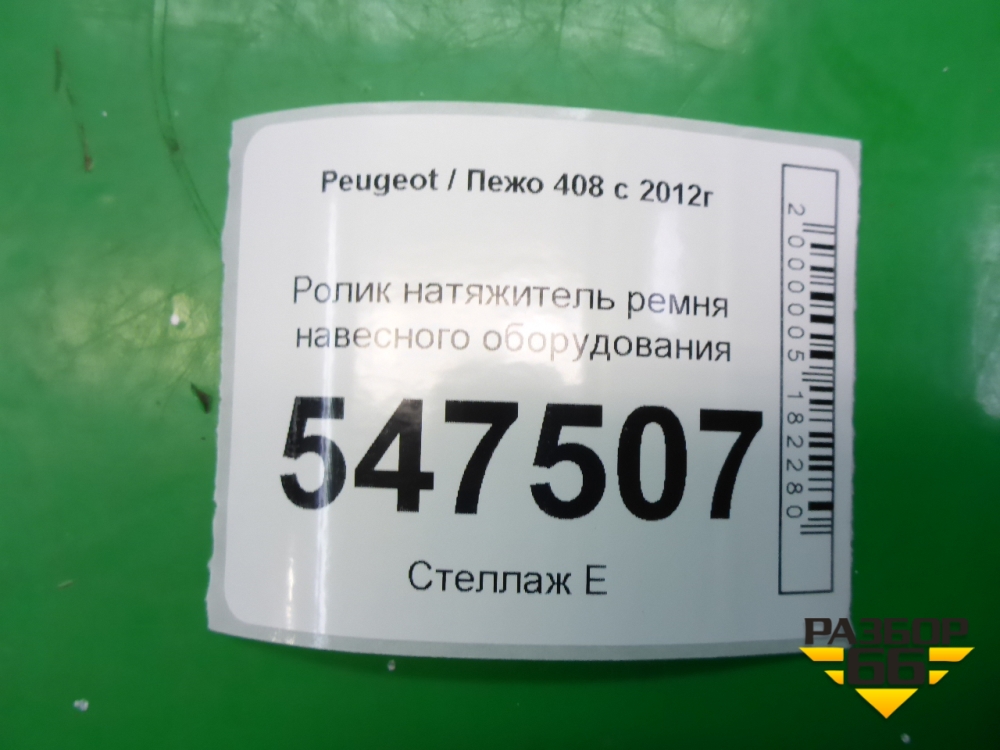 Peugeot / Пежо 408 с 2012г
Ролик натяжитель ремня
навесного оборудования
547507
Стеллаж Е
2000005182280
РАЗБОР
66